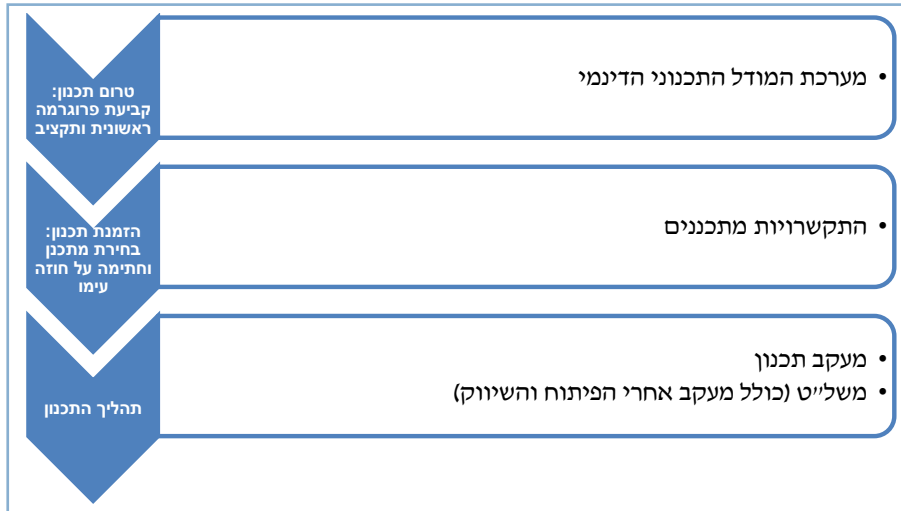 טרום תכנון:
קביעת פרוגרמה
ראשונית ותקציב
• מערכת המודל התכנוני הדינמי
הזמנת תכנון:
בחירת מתכנן
וחתימה על חוזה
עימו
• התקשרויות מתכננים
תהליך התכנון
• מעקב תכנון
• משל״ט (כולל מעקב אחרי הפיתוח והשיווק)